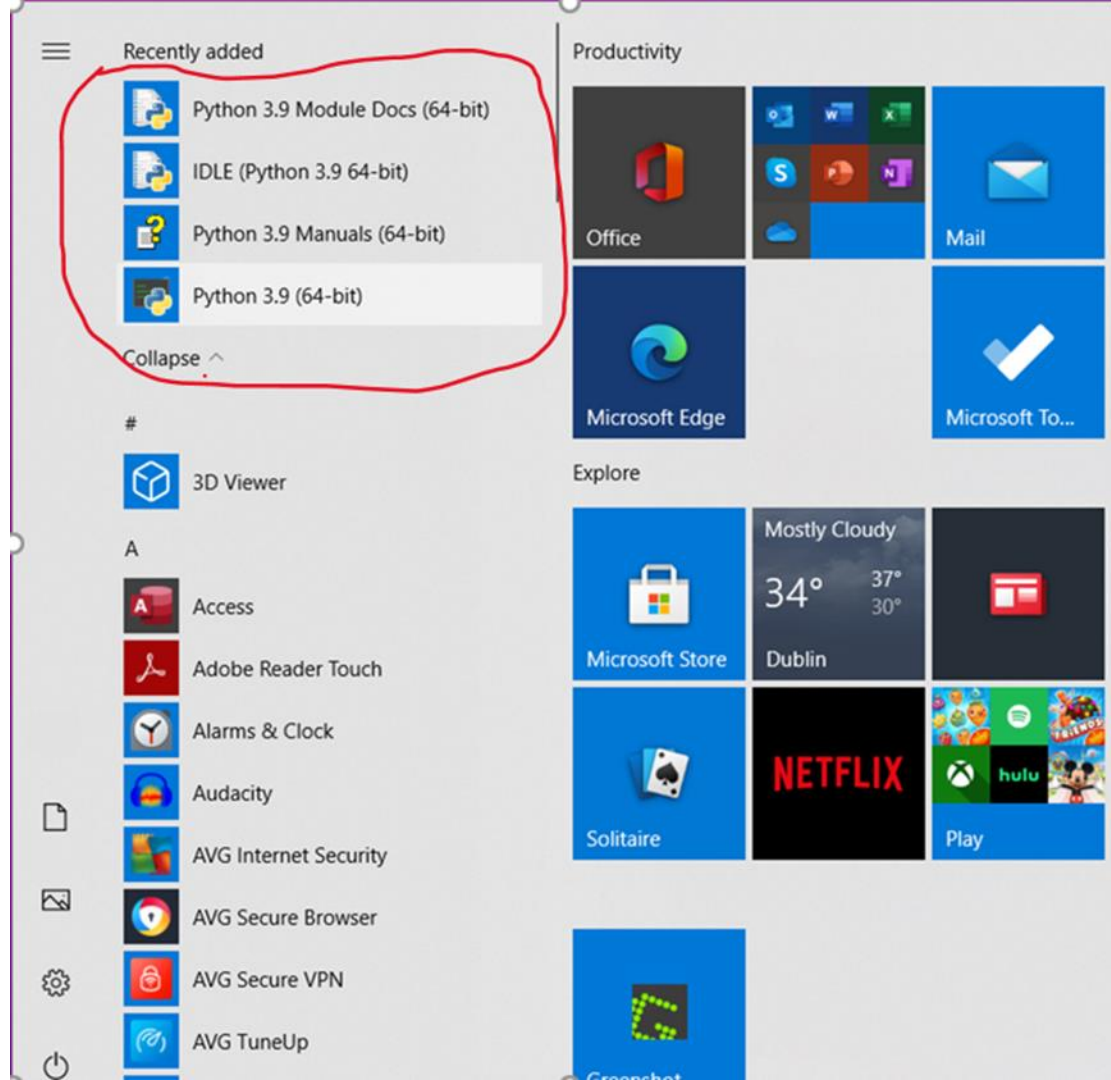 Recently added
Python 3.9 Module Docs (64-bit)
IDLE (Python 3.9 64-bit)
Python 3.9 Manuals (64-bit)
Python 3.9 (64-bit)
Collapse
#
3D Viewer
A
Access
Adobe Reader Touch
Alarms & Clock
Audacity
AVG Internet Security
AVG Secure Browser
AVG Secure VPN
AVG TuneUp
Productivity
Office
Mail
Microsoft Edge
Microsoft To...
Explore
Microsoft Store
Mostly Cloudy
34°
37°
30°
Dublin
Solitaire
NETFLIX
hulu
Play
Greenshot